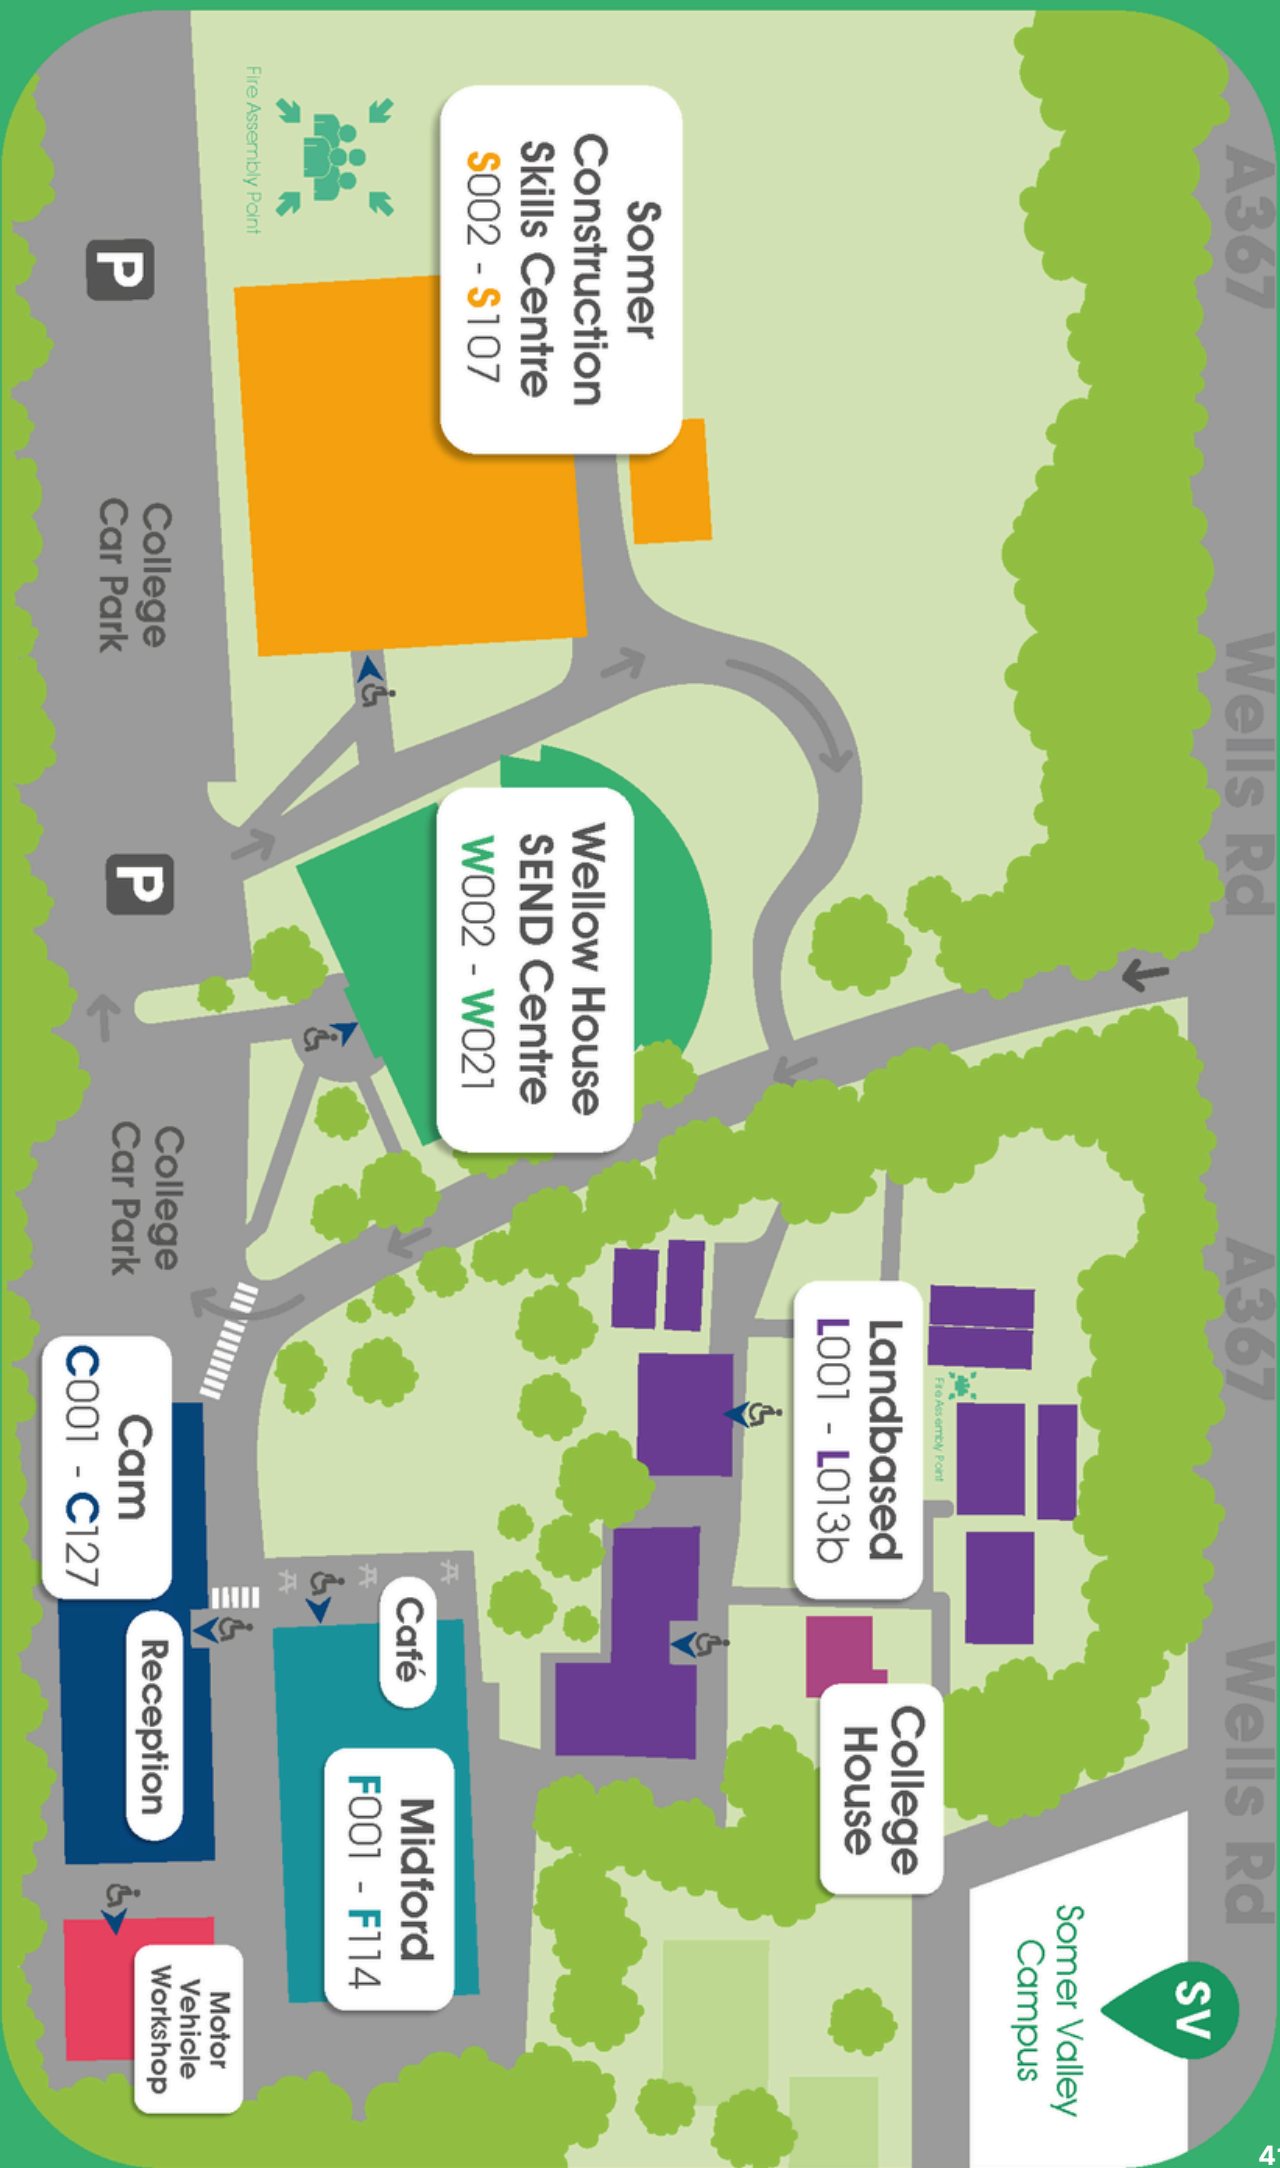 A367
Wells Rd
A367
Wells Rd
SV
Somer Valley
Campus
Somer
Construction
Skills Centre
S002 - S107
Fire Assembly Point
Wellow House
SEND Centre
W002 - W021
Landbased
L001 - L013b
Fire Assembly Point
College
House
Café
Midford
F001 - F114
P
College
Car Park
P
College
Car Park
Cam
C001 - C127
Reception
Motor
Vehicle
Workshop